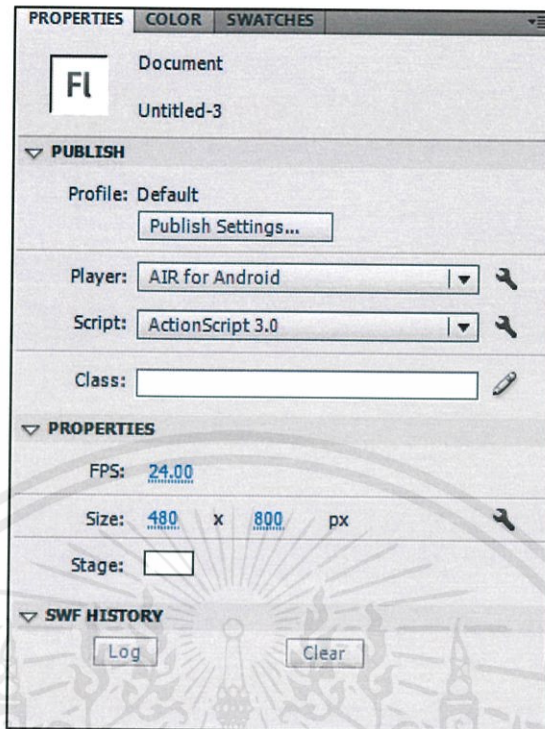 PROPERTIES COLOR SWATCHES
Fl
Document
Untitled-3
PUBLISH
Profile: Default
Publish Settings...
Player: AIR for Android
Script: ActionScript 3.0
Class:
PROPERTIES
FPS: 24.00
Size: 480 x 800 px
Stage:
SWF HISTORY
Log Clear